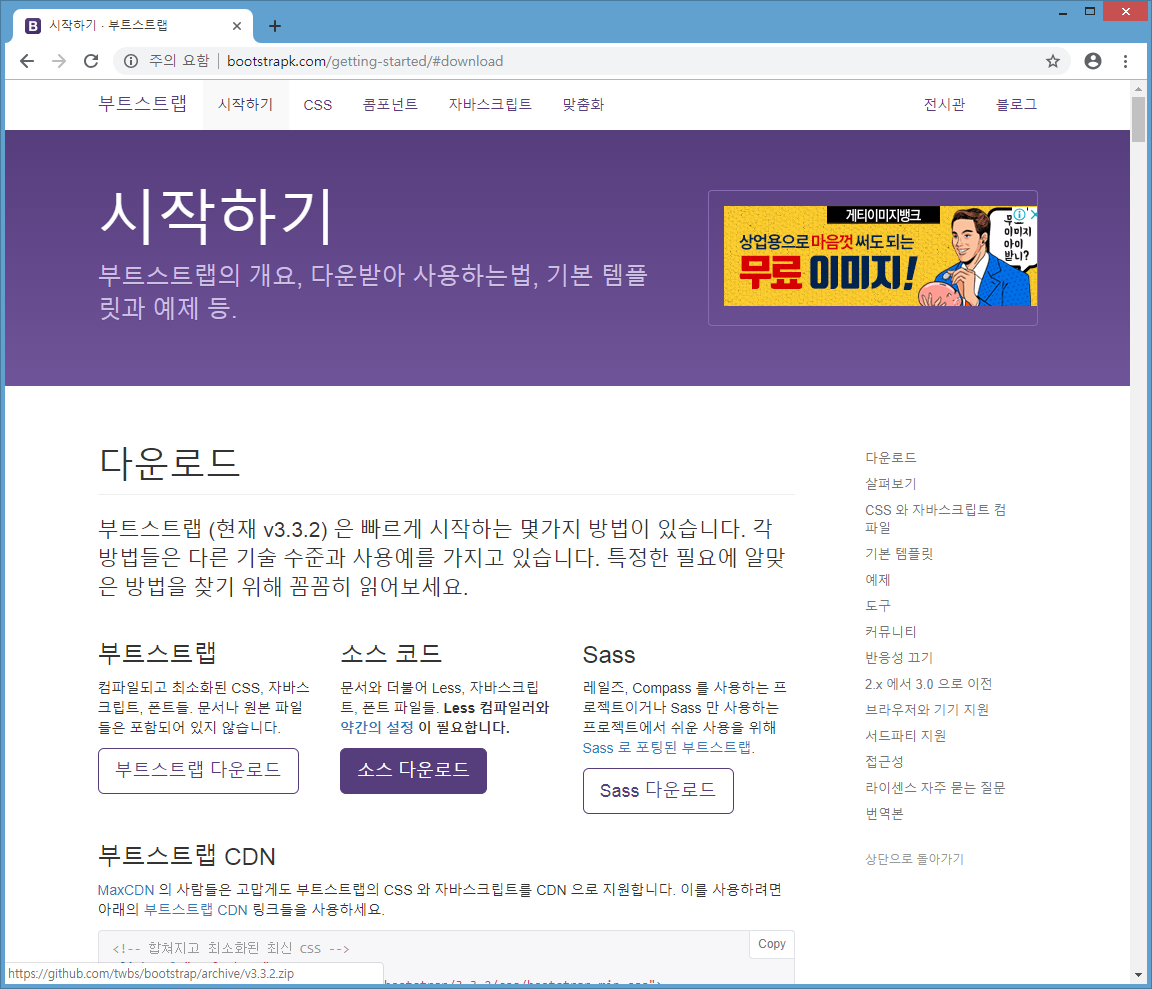 시작하기 · 부트스트랩
주의 요함 | bootstrapk.com/getting-started/#download
부트스트랩 시작하기 CSS 콤포넌트 자바스크립트 맞춤화 전시관 블로그
시작하기
부트스트랩의 개요, 다운받아 사용하는법, 기본 템플
릿과 예제 등.
게티이미지뱅크
상업용으로 마음껏 써도 되는
무료 이미지!
무료
이미지
아이
받니?
다운로드
부트스트랩 (현재 v3.3.2) 은 빠르게 시작하는 몇가지 방법이 있습니다. 각
방법들은 다른 기술 수준과 사용예를 가지고 있습니다. 특정한 필요에 알맞
은 방법을 찾기 위해 꼼꼼히 읽어보세요.
부트스트랩
컴파일되고 최소화된 CSS, 자바스
크립트, 폰트들. 문서나 원본 파일
들은 포함되어 있지 않습니다.
부트스트랩 다운로드
소스 코드
문서와 더불어 Less, 자바스크립
트, 폰트 파일들. Less 컴파일러와
약간의 설정 이 필요합니다.
소스 다운로드
Sass
레일즈, Compass 를 사용하는 프
로젝트이거나 Sass 만 사용하는
프로젝트에서 쉬운 사용을 위해
Sass 로 포팅된 부트스트랩.
Sass 다운로드
부트스트랩 CDN
MaxCDN 의 사람들은 고맙게도 부트스트랩의 CSS 와 자바스크립트를 CDN 으로 지원합니다. 이를 사용하려면
아래의 부트스트랩 CDN 링크들을 사용하세요.
<!-- 합쳐지고 최소화된 최신 CSS -->
Copy
https://github.com/twbs/bootstrap/archive/v3.3.2.zip
다운로드
살펴보기
CSS 와 자바스크립트 컴
파일
기본 템플릿
예제
도구
커뮤니티
반응성 끄기
2.x 에서 3.0 으로 이전
브라우저와 기기 지원
서드파티 지원
접근성
라이센스 자주 묻는 질문
번역본
상단으로 돌아가기